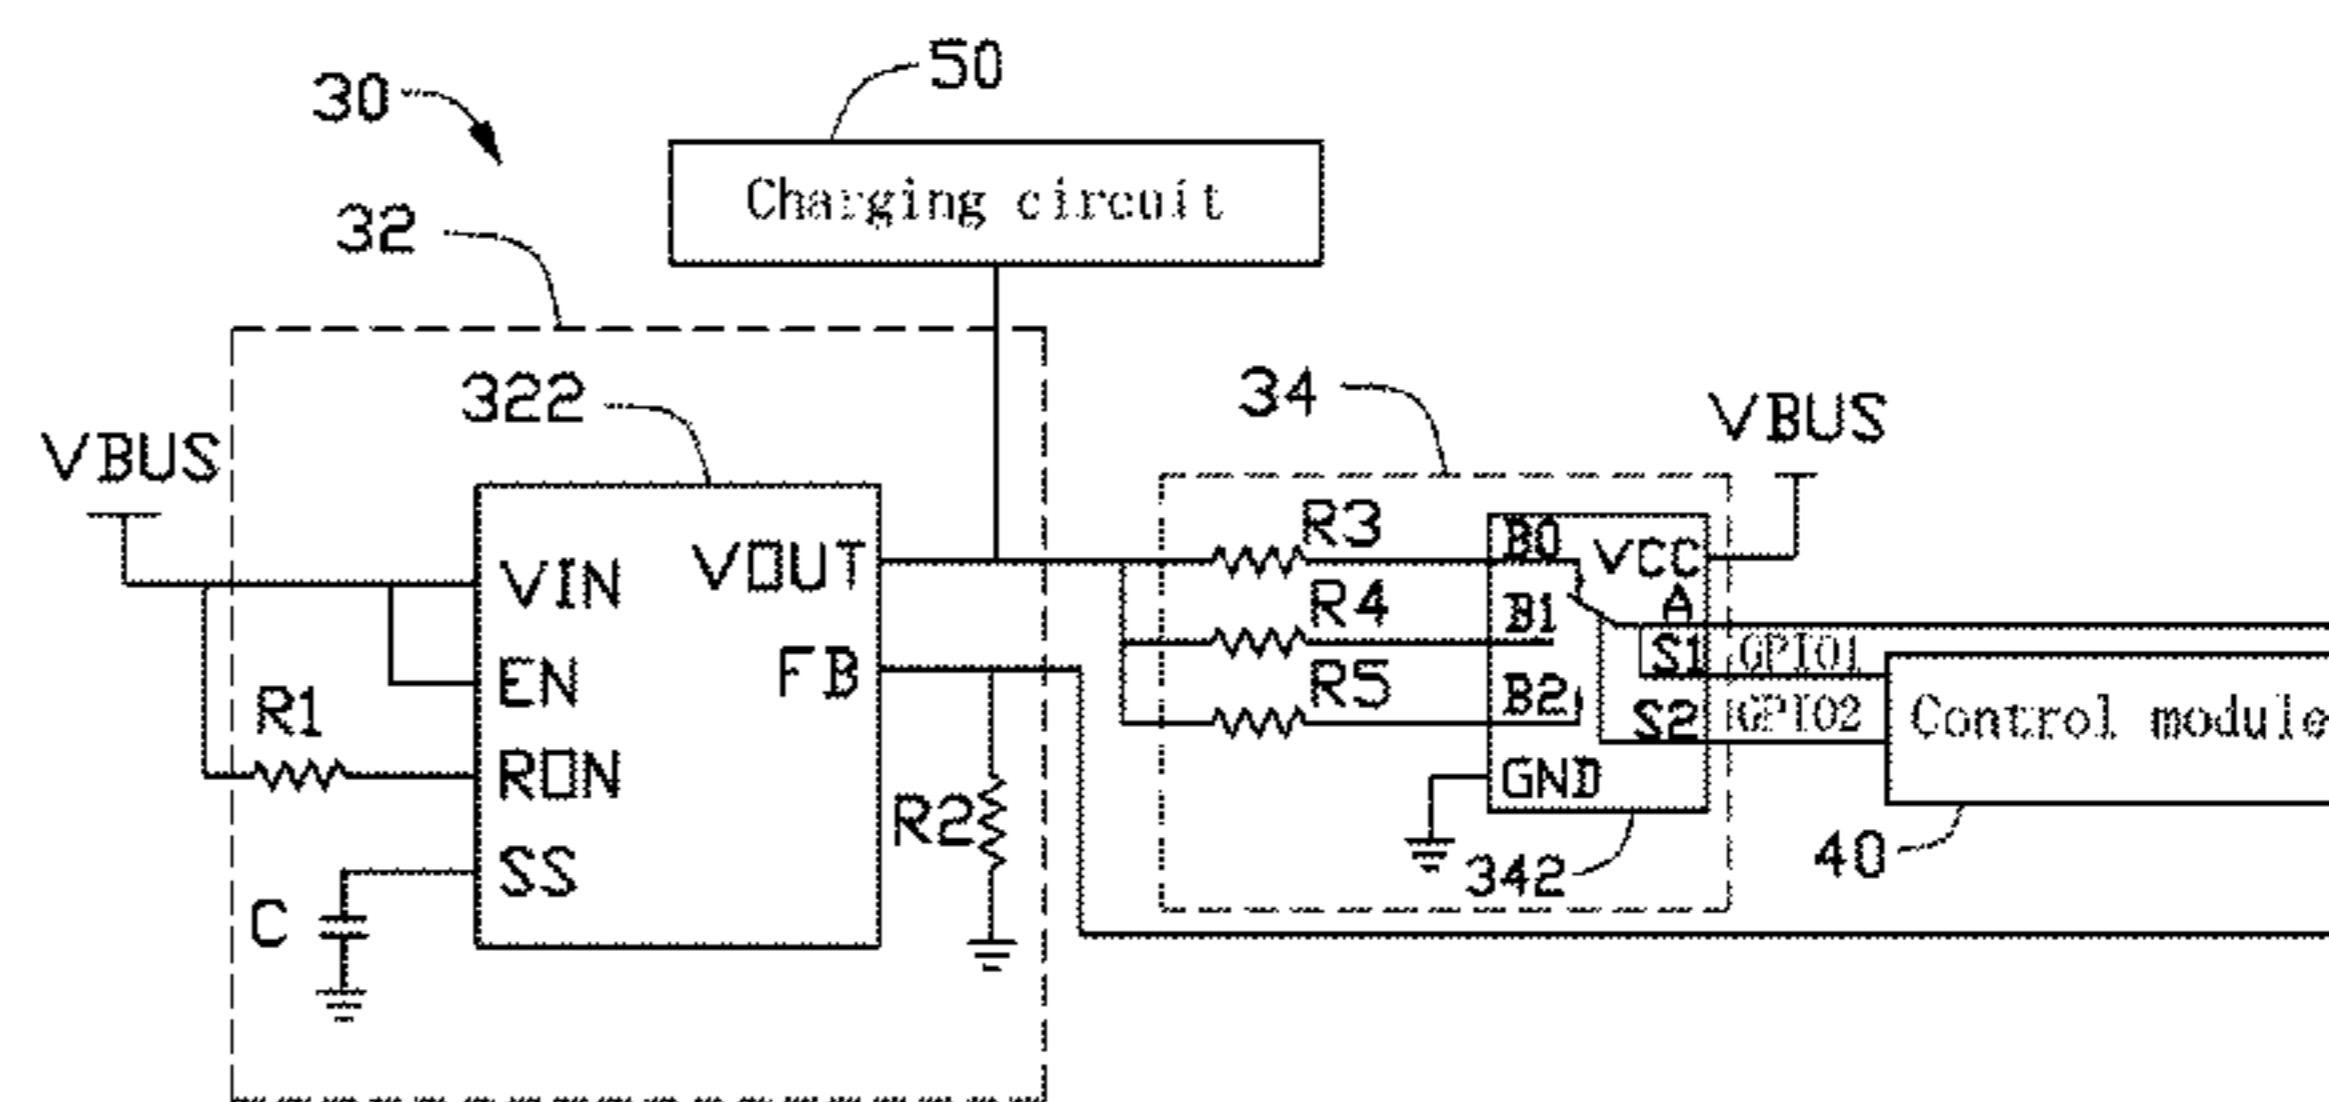 50
30
Charging circuit
32
322
34
VBUS
VBUS
R3
B0
VIN
VOUT
VCC
R4
B1
A
EN
FB
S1
GPIO1
R1
R5
B2
S2
GPIO2
Control module
RON
GND
R2
SS
342
40
C